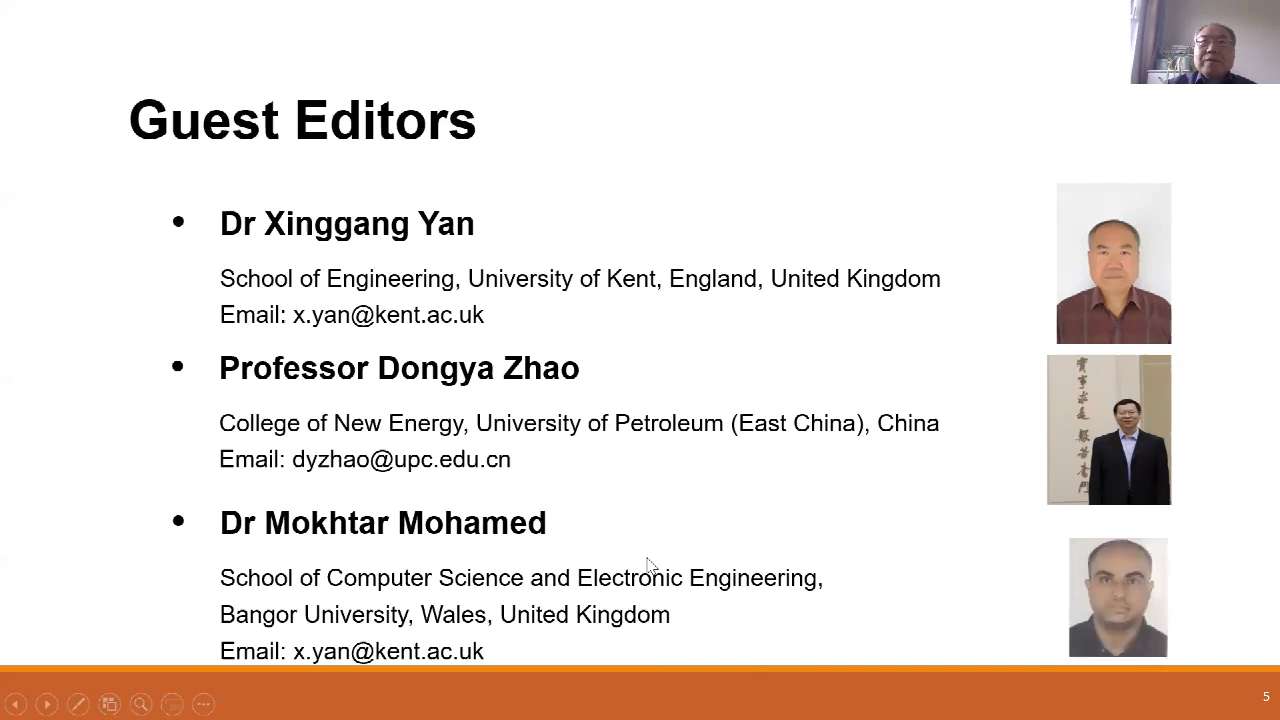 Guest Editors
• Dr Xinggang Yan
School of Engineering, University of Kent, England, United Kingdom
Email: x.yan@kent.ac.uk
• Professor Dongya Zhao
College of New Energy, University of Petroleum (East China), China
Email: dyzhao@upc.edu.cn
• Dr Mokhtar Mohamed
School of Computer Science and Electronic Engineering,
Bangor University, Wales, United Kingdom
Email: x.yan@kent.ac.uk
5